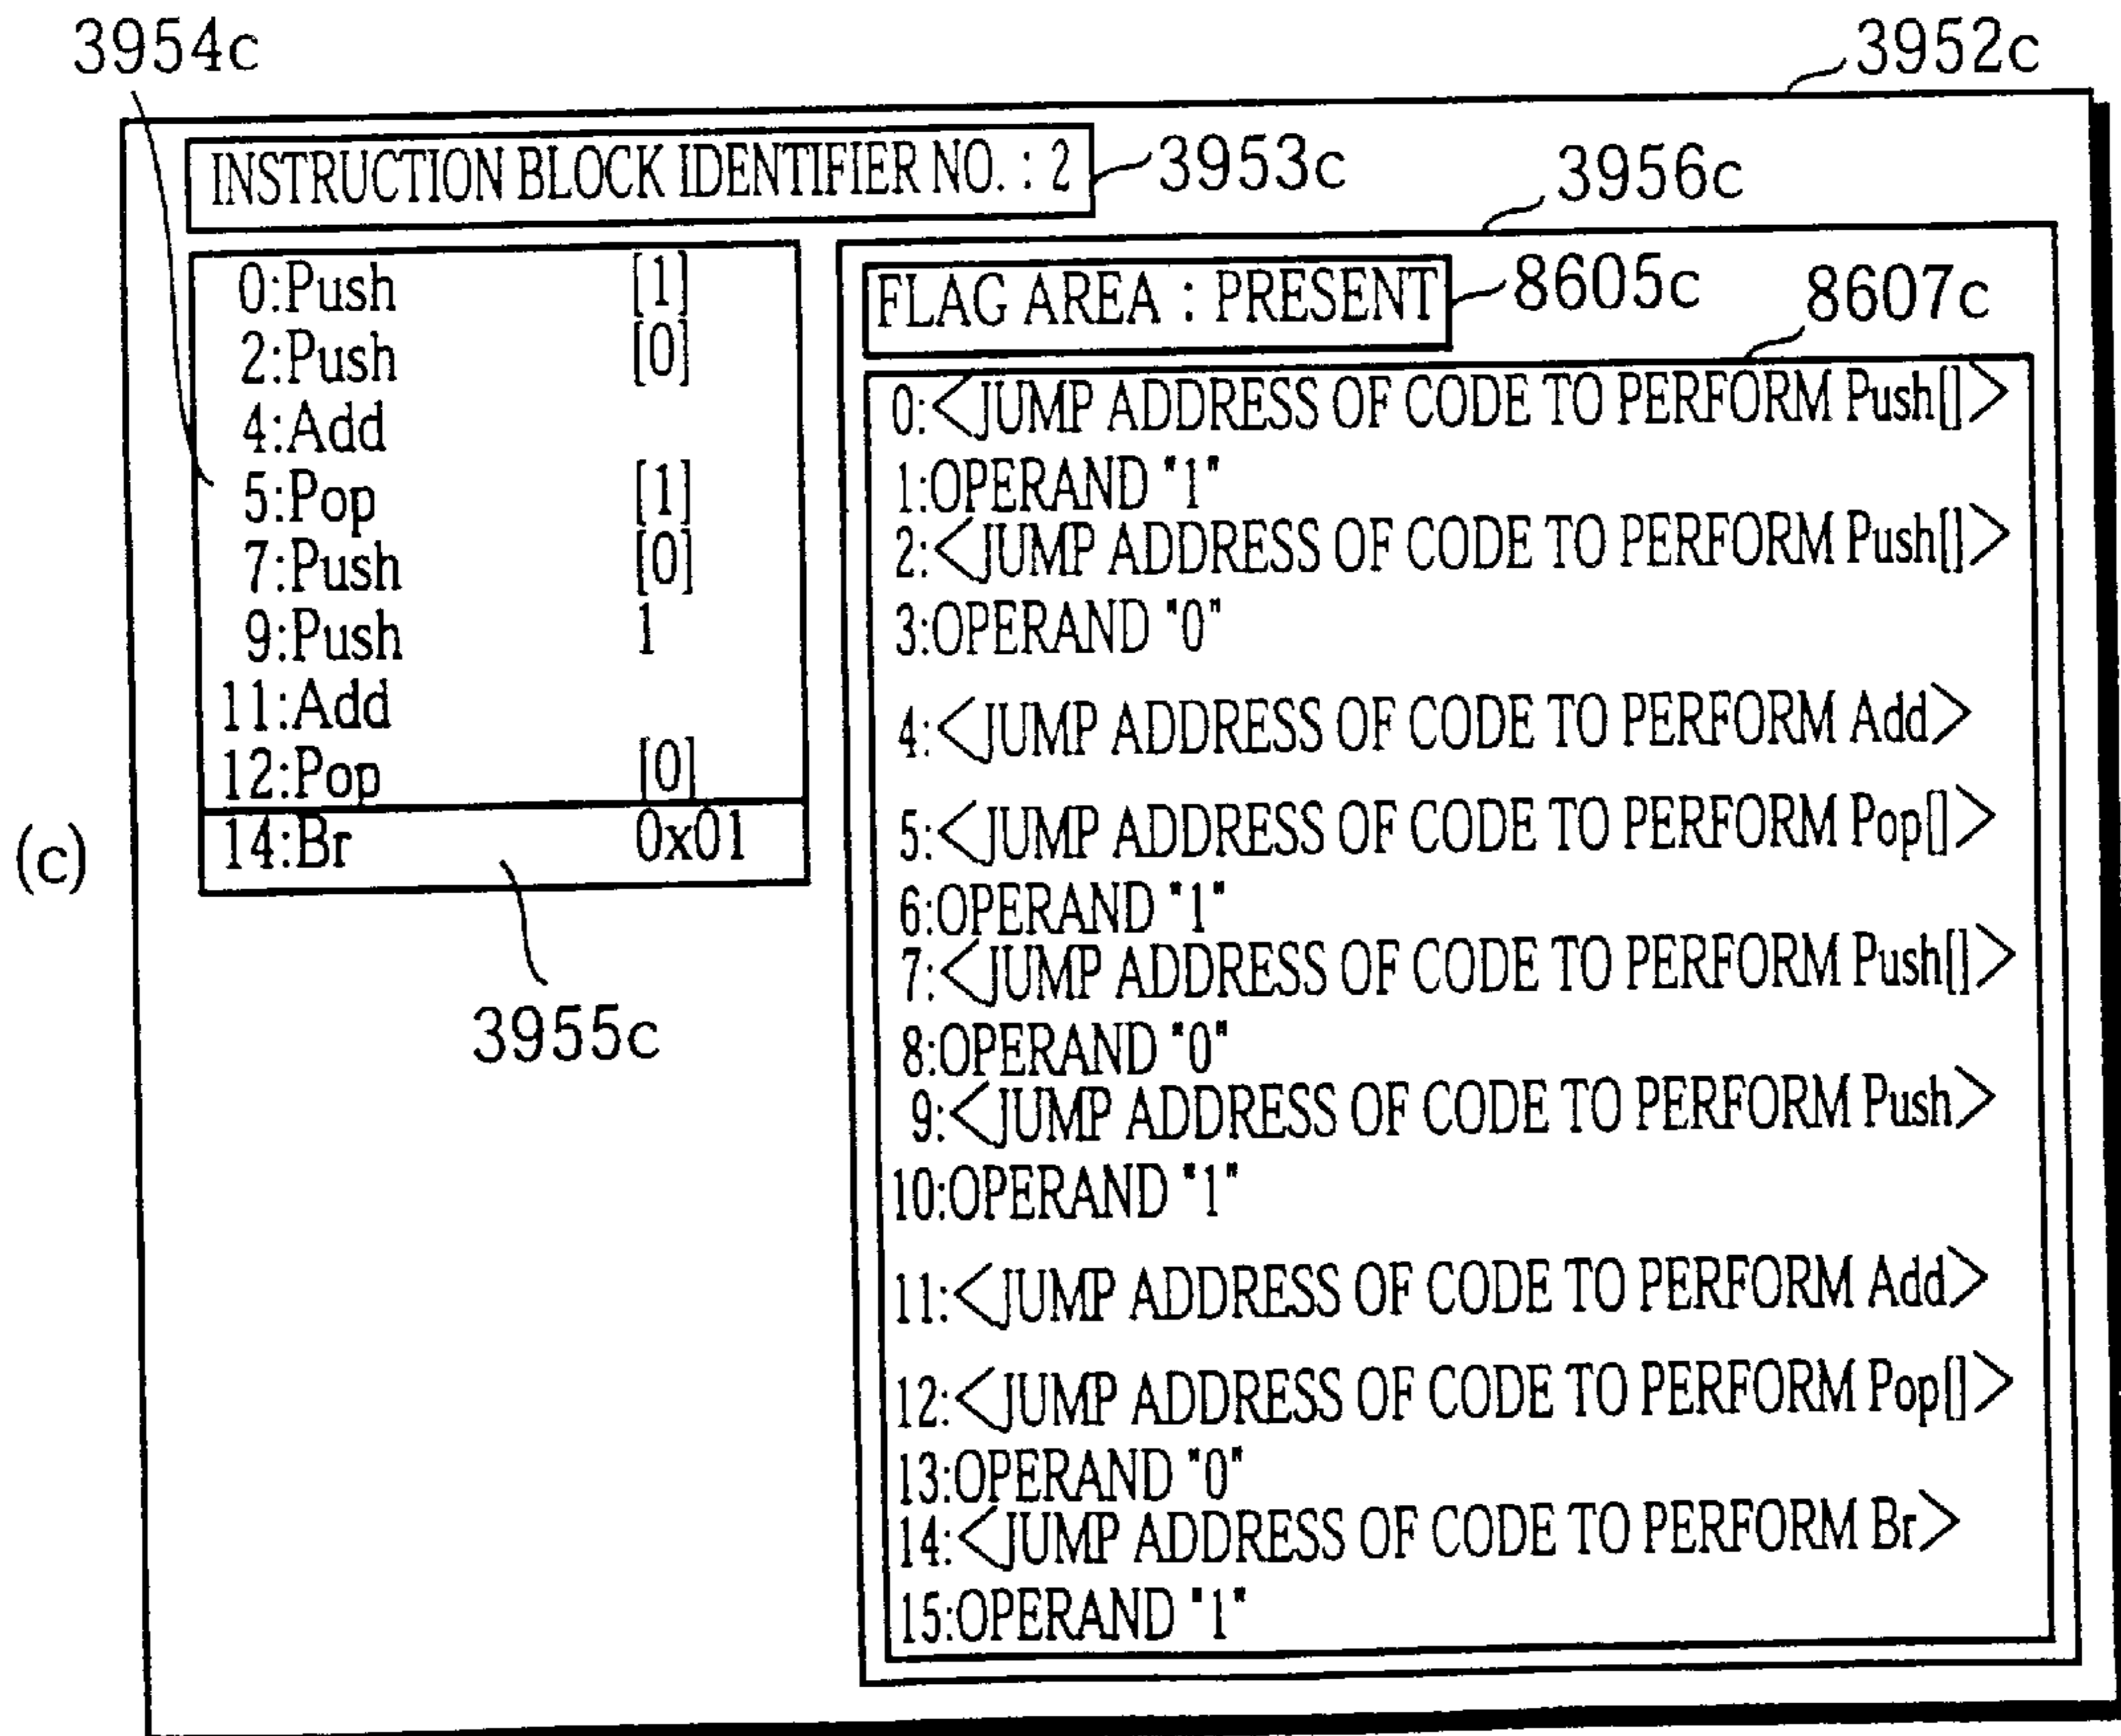 3954c
3952c
INSTRUCTION BLOCK IDENTIFIER NO. : 2
3953c
3956c
0:Push [1]
2:Push [0]
4:Add
5:Pop [1]
7:Push [0]
9:Push 1
11:Add
12:Pop [0]
14:Br 0x01
(c)
3955c
FLAG AREA : PRESENT
8605c
8607c
0:<JUMP ADDRESS OF CODE TO PERFORM Push[]>
1:OPERAND "1"
2:<JUMP ADDRESS OF CODE TO PERFORM Push[]>
3:OPERAND "0"
4:<JUMP ADDRESS OF CODE TO PERFORM Add>
5:<JUMP ADDRESS OF CODE TO PERFORM Pop[]>
6:OPERAND "1"
7:<JUMP ADDRESS OF CODE TO PERFORM Push[]>
8:OPERAND "0"
9:<JUMP ADDRESS OF CODE TO PERFORM Push>
10:OPERAND "1"
11:<JUMP ADDRESS OF CODE TO PERFORM Add>
12:<JUMP ADDRESS OF CODE TO PERFORM Pop[]>
13:OPERAND "0"
14:<JUMP ADDRESS OF CODE TO PERFORM Br>
15:OPERAND "1"